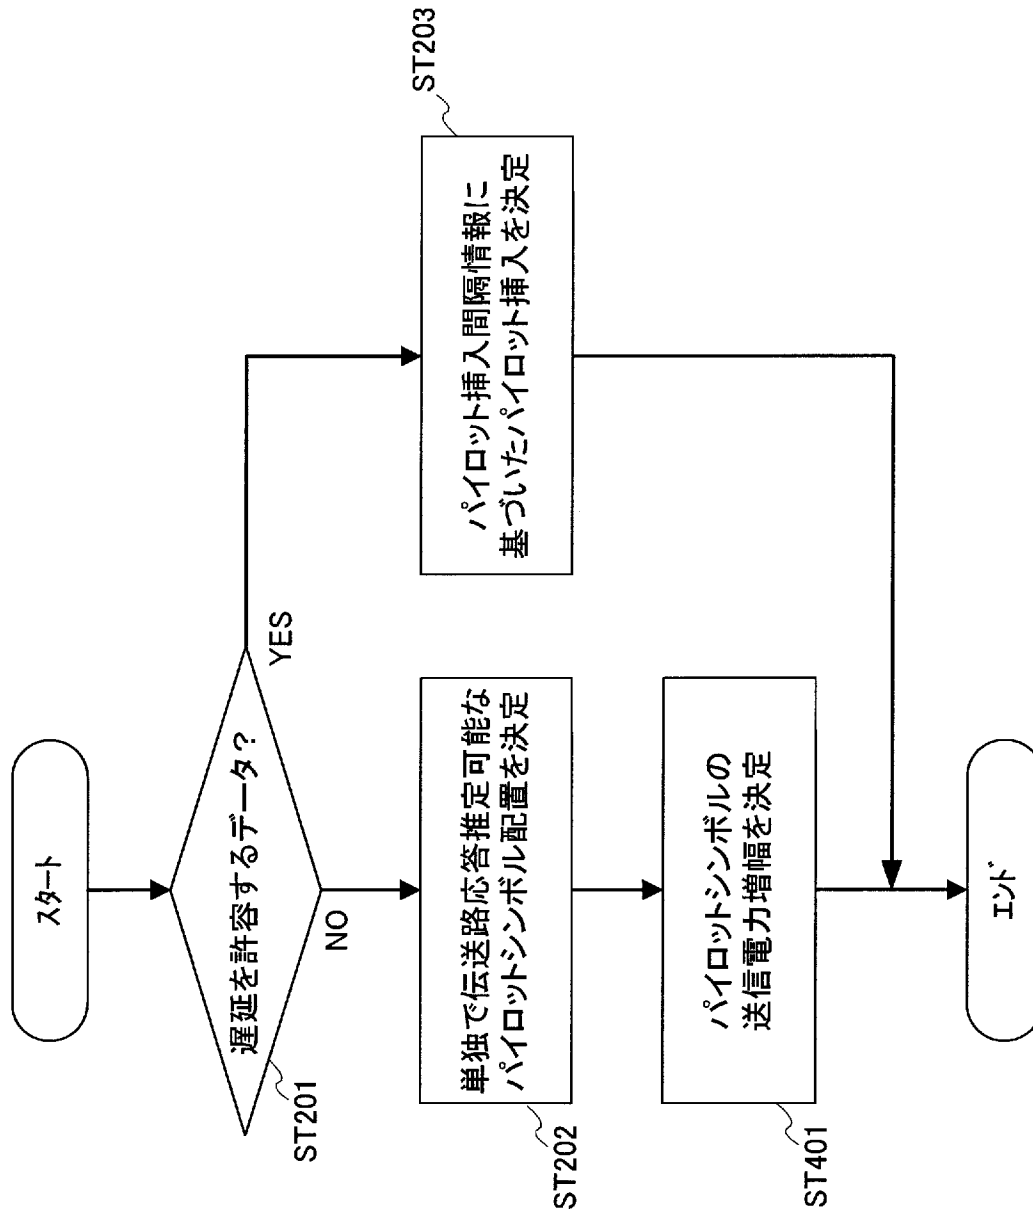 スタート
遅延を許容するデータ?
ST201
YES
NO
単独で伝送路応答推定可能な
パイロットシンボル配置を決定
ST202
パイロット挿入間隔情報に
基づいたパイロット挿入を決定
ST203
パイロットシンボルの
送信電力増幅を決定
ST401
エンド